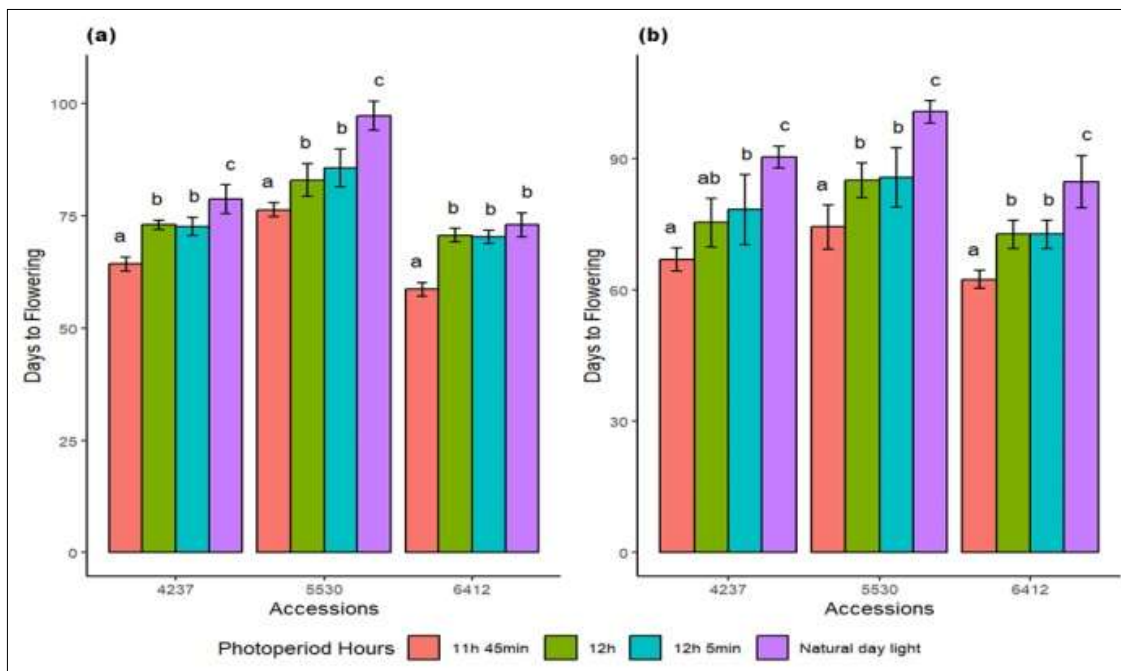 (a)
(b)
Days to Flowering
100
75
50
25
0
a
b
b
c
a
b
b
c
a
b
b
b
4237
5530
6412
Accessions
Days to Flowering
90
60
30
0
a
ab
b
c
a
b
b
c
a
b
b
c
4237
5530
6412
Accessions
Photoperiod Hours 11h 45min 12h 12h 5min Natural day light